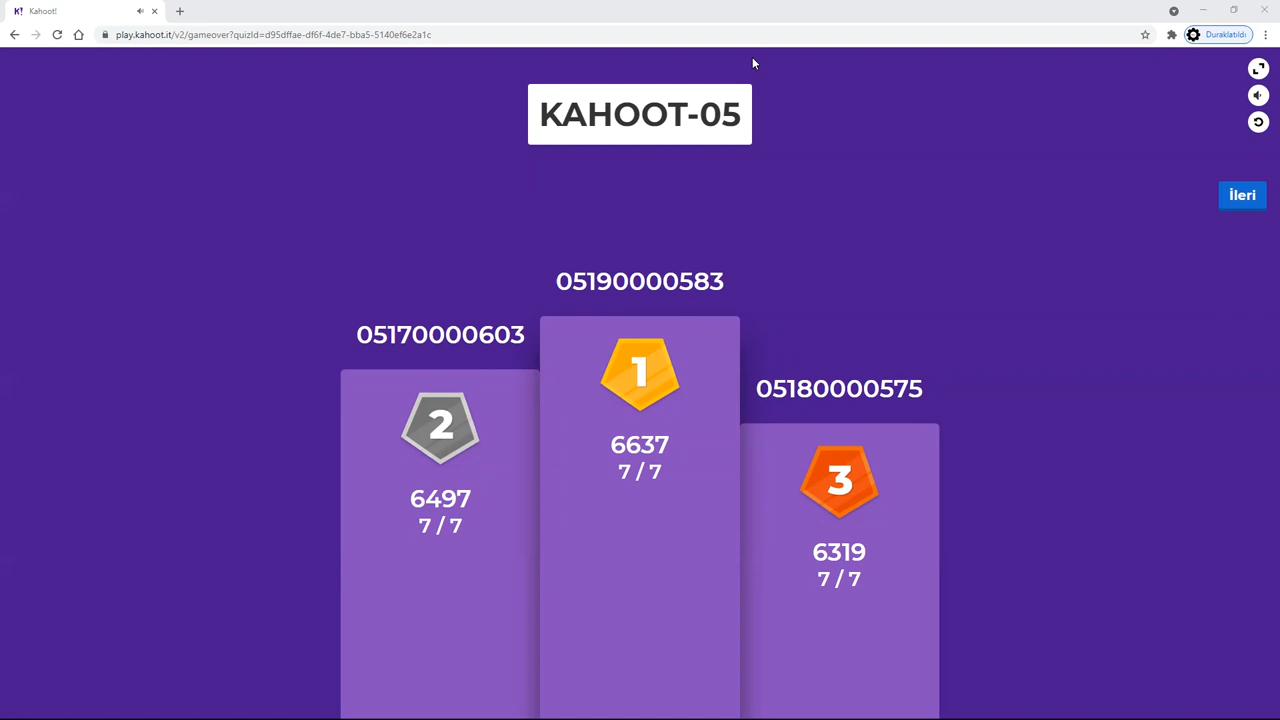 K! Kahoot!
play.kahoot.it/v2/gameover?quizId=d95dffae-df6f-4de7-bba5-5140ef6e2a1c
Duraklatıldı
KAHOOT-05
İleri
05190000583
1
6637
7 / 7
05170000603
2
6497
7 / 7
05180000575
3
6319
7 / 7